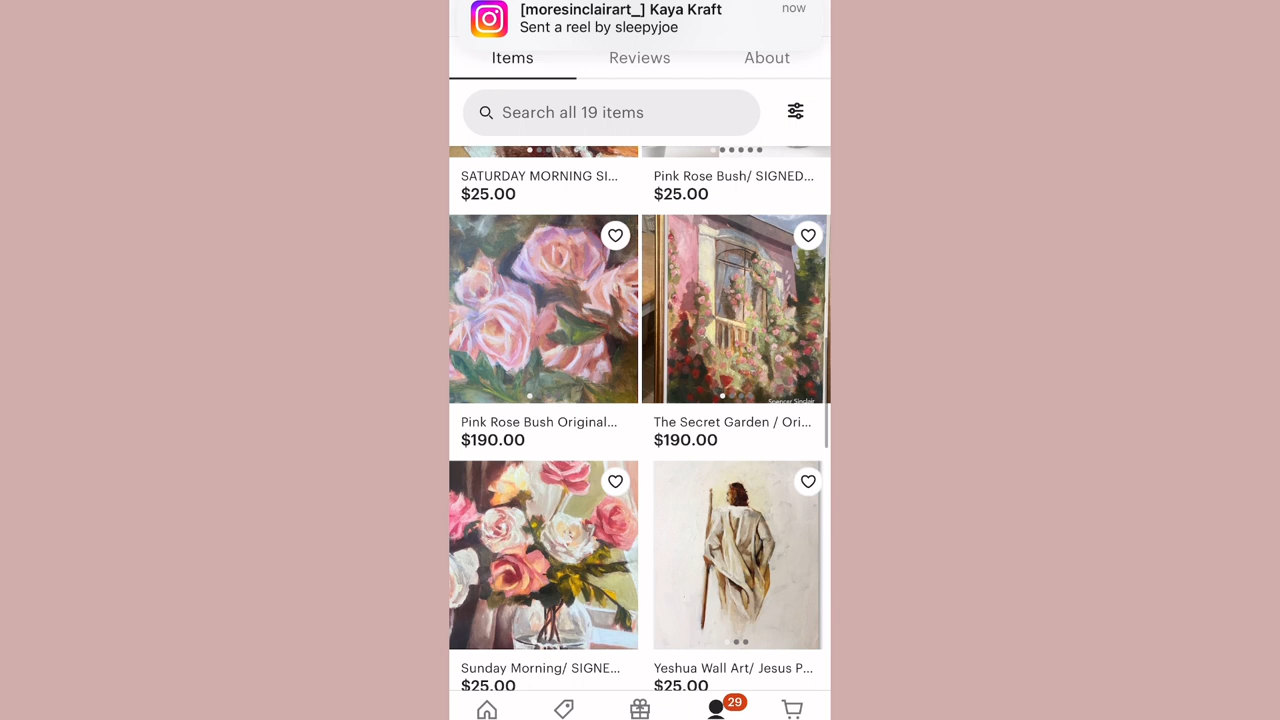 [moresinclairart_] Kaya Kraft
now
Sent a reel by sleepyjoe
Items
Reviews
About
Search all 19 items
SATURDAY MORNING SI...
Pink Rose Bush/ SIGNED...
$25.00
$25.00
Spencer Sinclair
Pink Rose Bush Original...
The Secret Garden / Ori...
$190.00
$190.00
Sunday Morning/ SIGNE...
Yeshua Wall Art/ Jesus P...
$25.00
$25.00
29